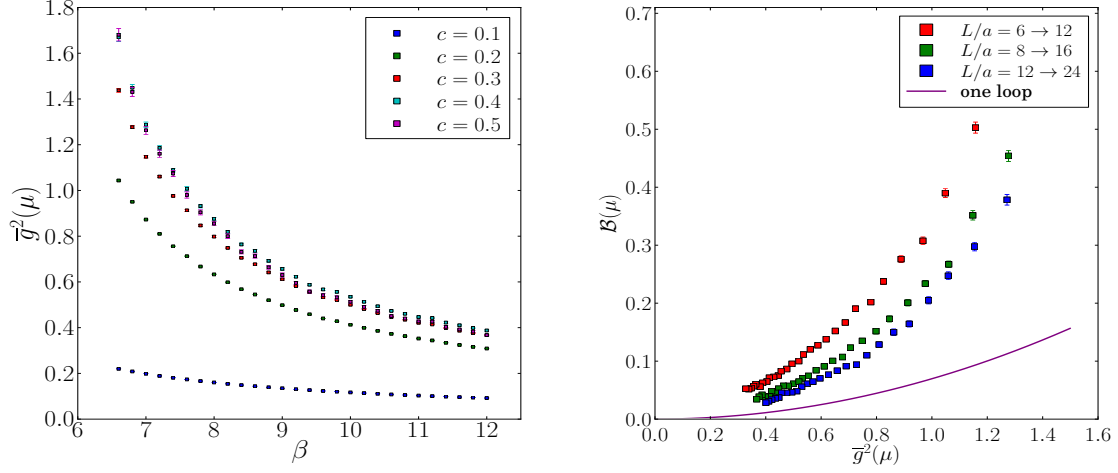 1.8
1.6
1.4
1.2
1.0
0.8
0.6
0.4
0.2
0.0
6 7 8 9 10 11 12
β
g̅²(μ)
c = 0.1
c = 0.2
c = 0.3
c = 0.4
c = 0.5
0.7
0.6
0.5
0.4
0.3
0.2
0.1
0.0
0.0 0.2 0.4 0.6 0.8 1.0 1.2 1.4 1.6
g̅²(μ)
ℬ(μ)
L/a = 6 → 12
L/a = 8 → 16
L/a = 12 → 24
one loop